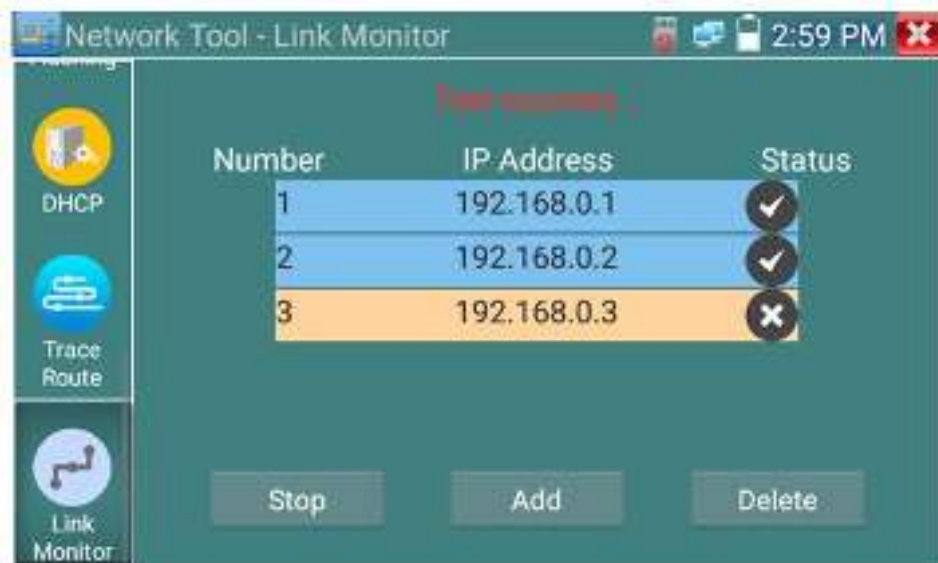 Network Tool - Link Monitor 2:59 PM
DHCP
Trace
Route
Link
Monitor
Number IP Address Status
1 192.168.0.1
2 192.168.0.2
3 192.168.0.3
Stop Add Delete